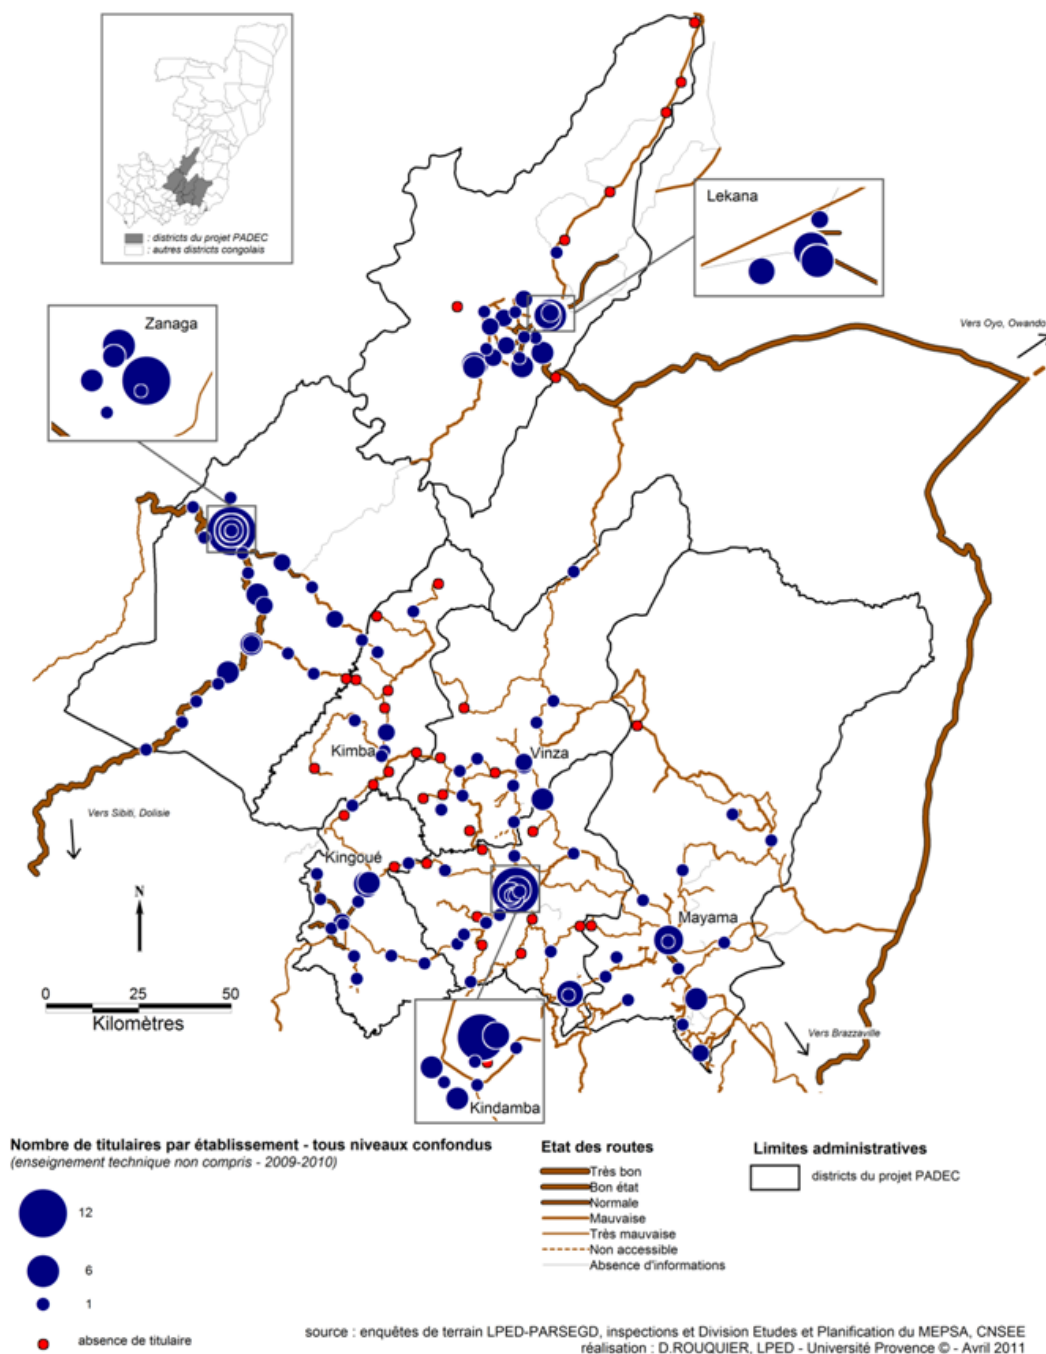 : districts du projet PADEC
: autres districts congolais
Lekana
Zanaga
Vers Oyo, Owando
Kimba
Vinza
Vers Sibiti, Dolisie
Kingoué
N
Mayama
0 25 50
Kilomètres
Vers Brazzaville
Kindamba
Nombre de titulaires par établissement - tous niveaux confondus
(enseignement technique non compris - 2009-2010)
12
6
1
absence de titulaire
Etat des routes
Très bon
Bon état
Normale
Mauvaise
Très mauvaise
Non accessible
Absence d'informations
Limites administratives
districts du projet PADEC
source : enquêtes de terrain LPED-PARSEGD, inspections et Division Etudes et Planification du MEPSA, CNSEE
réalisation : D.ROUQUIER, LPED - Université Provence © - Avril 2011